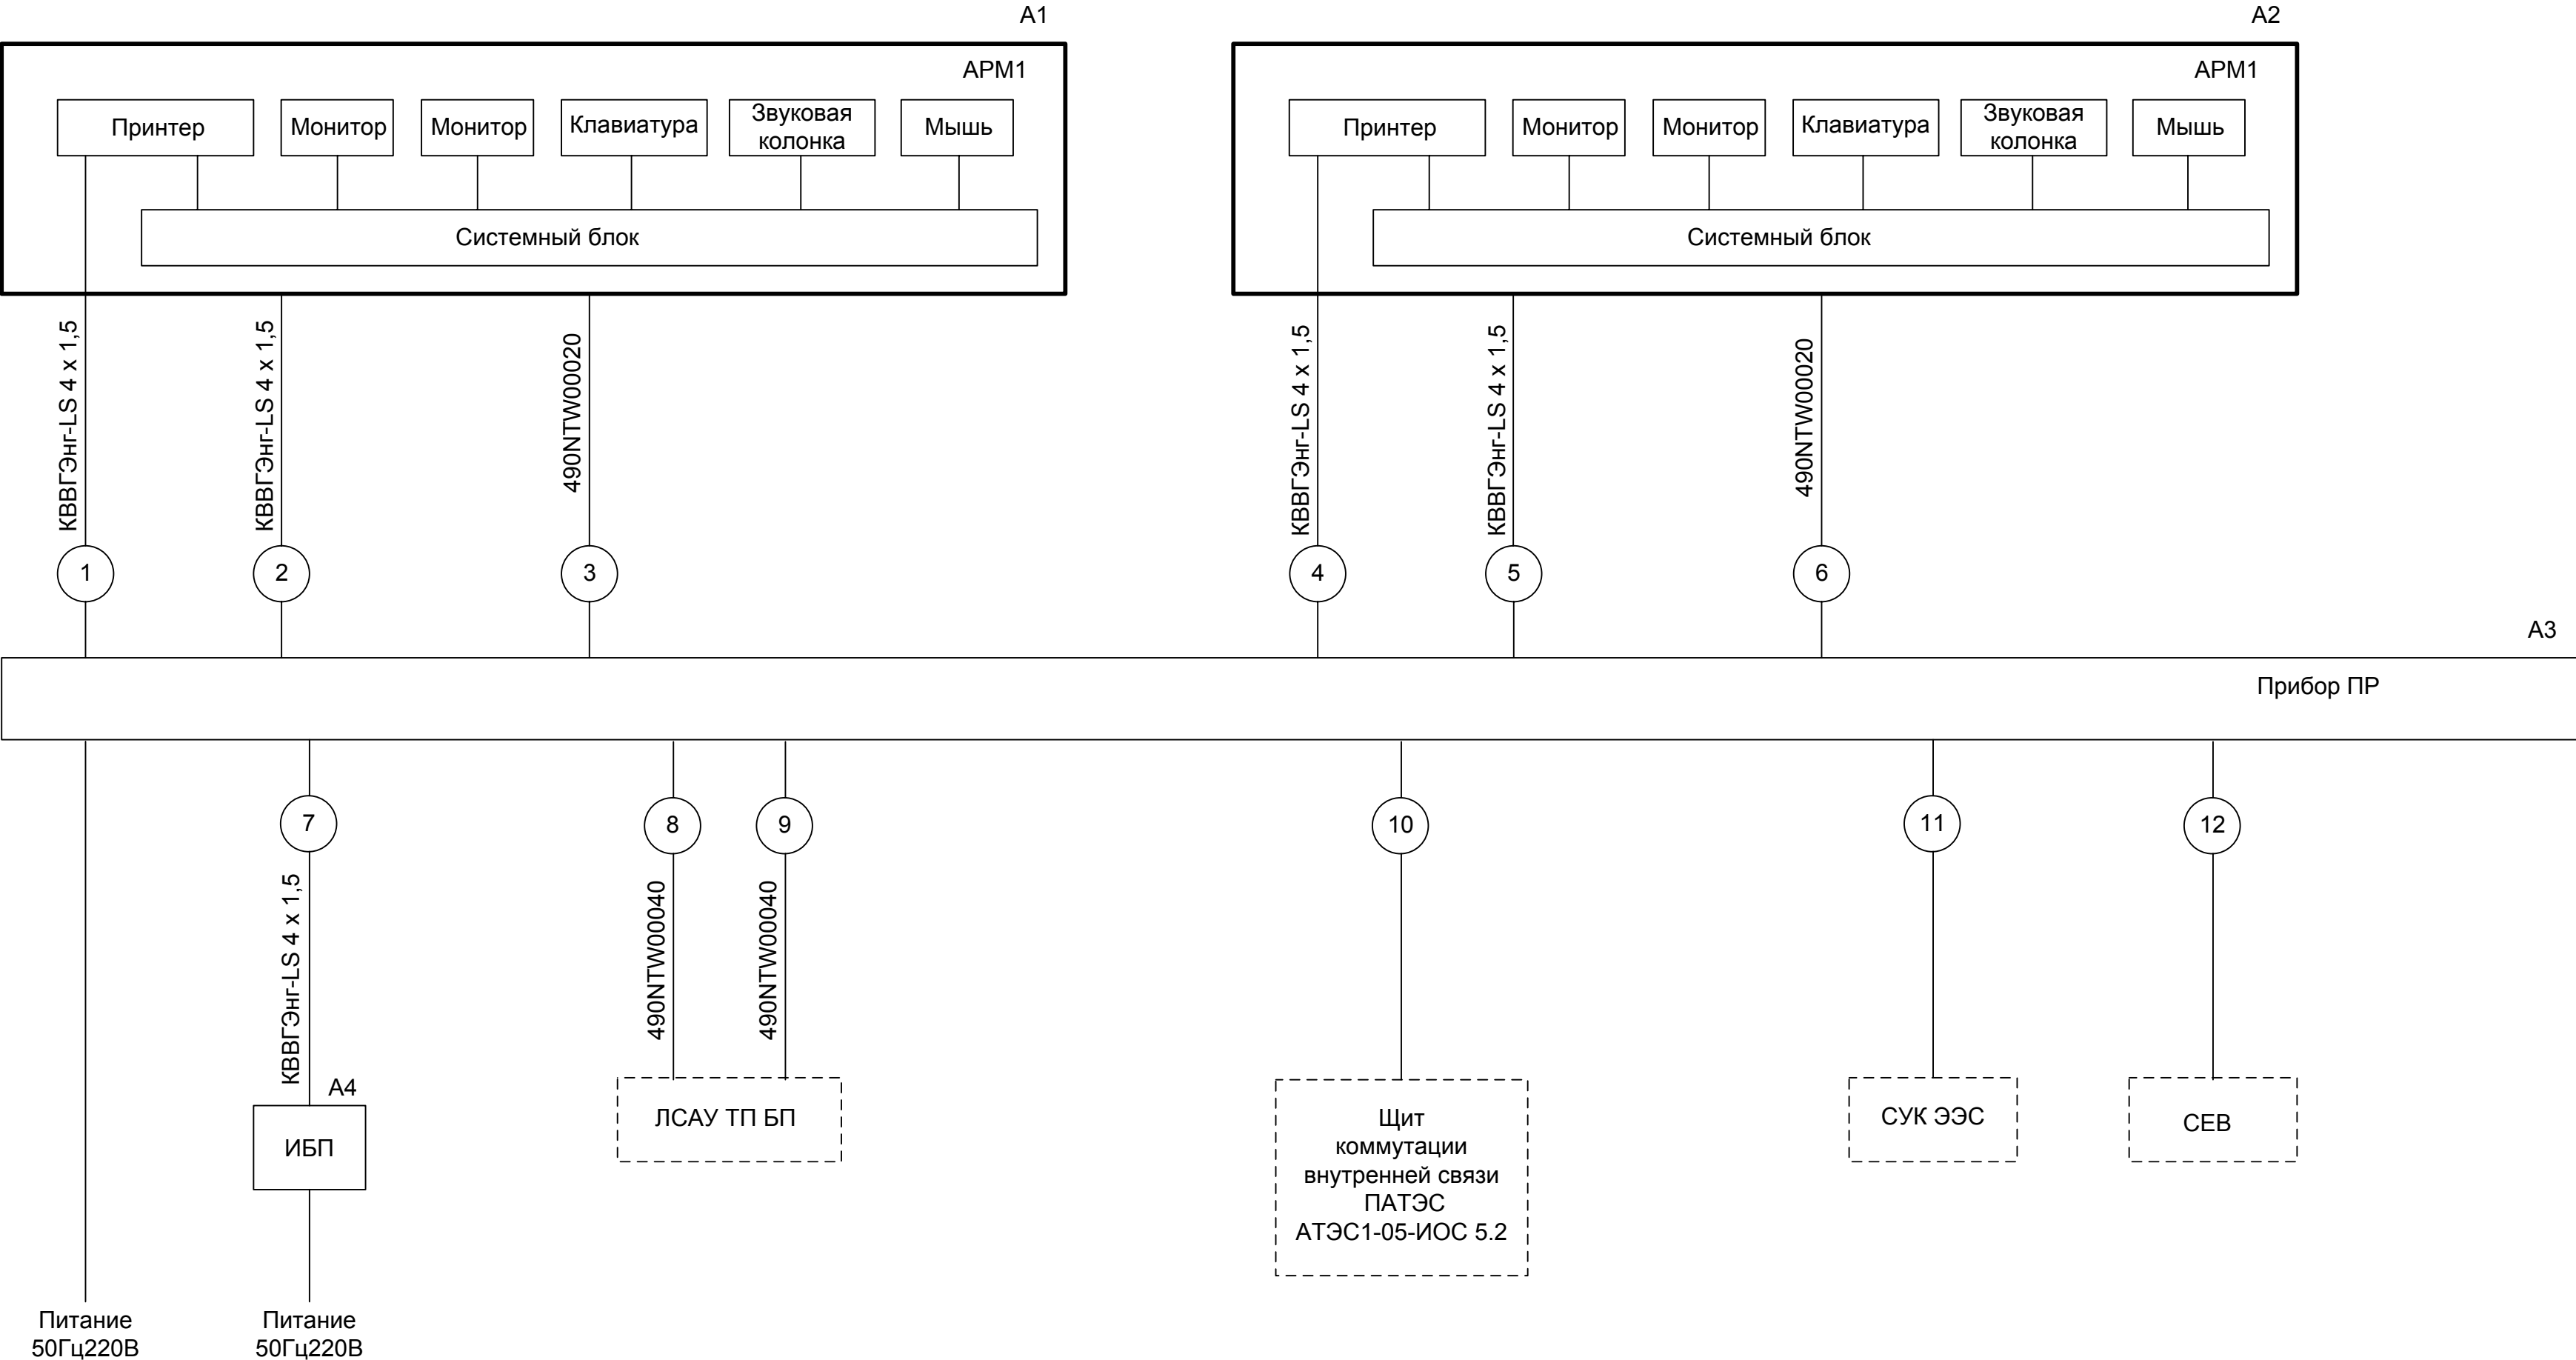 A1
A2
АРМ1
АРМ1
Принтер
Монитор
Монитор
Клавиатура
Звуковая
колонка
Мышь
Принтер
Монитор
Монитор
Клавиатура
Звуковая
колонка
Мышь
Системный блок
Системный блок
КВВГЭнг-LS 4 x 1,5
КВВГЭнг-LS 4 x 1,5
490NTW00020
КВВГЭнг-LS 4 x 1,5
КВВГЭнг-LS 4 x 1,5
490NTW00020
1
2
3
4
5
6
A3
Прибор ПР
7
8
9
10
11
12
КВВГЭнг-LS 4 x 1,5
490NTW00040
490NTW00040
A4
ИБП
ЛСАУ ТП БП
Щит
коммутации
внутренней связи
ПАТЭС
АТЭС1-05-ИОС 5.2
СУК ЭЭС
СЕВ
Питание
50Гц220В
Питание
50Гц220В